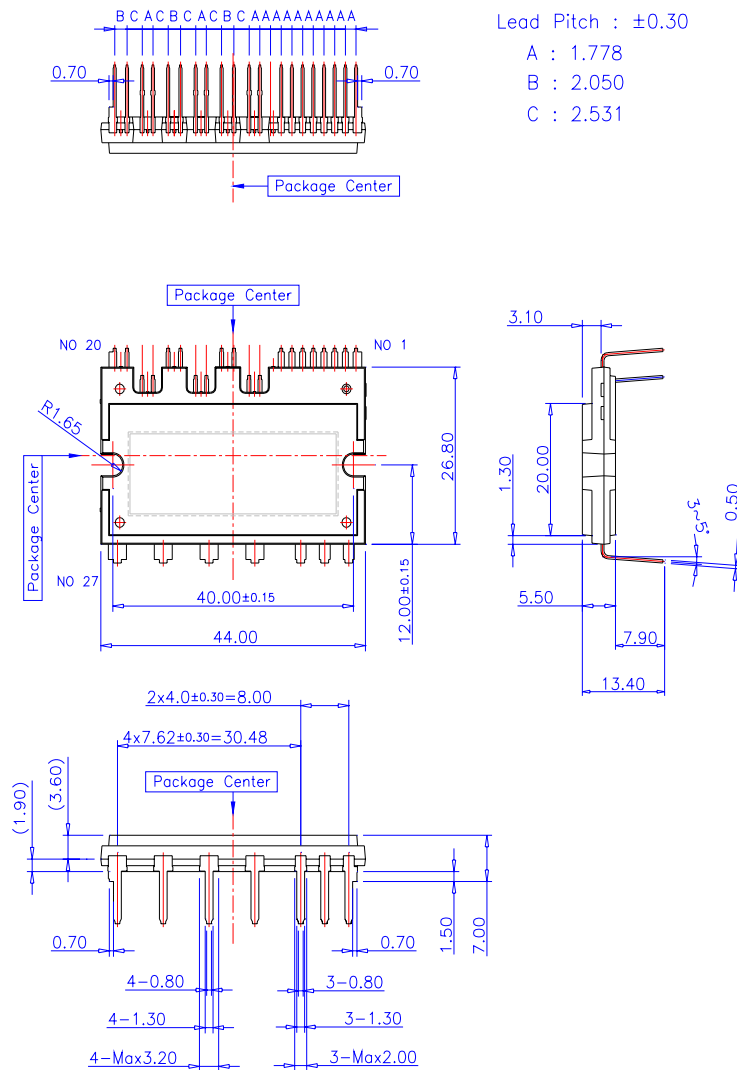 B C A C B C A C B C A A A A A A A A A
Lead Pitch : ±0.30
A : 1.778
B : 2.050
C : 2.531
0.70
0.70
Package Center
Package Center
NO 20
NO 1
R1.65
Package Center
26.80
NO 27
40.00±0.15
12.00±0.15
44.00
3.10
1.30
20.00
3~5°
0.50
5.50
7.90
13.40
2x4.0±0.30=8.00
4x7.62±0.30=30.48
Package Center
(1.90)
(3.60)
0.70
0.70
1.50
7.00
4-0.80
3-0.80
4-1.30
3-1.30
4-Max3.20
3-Max2.00